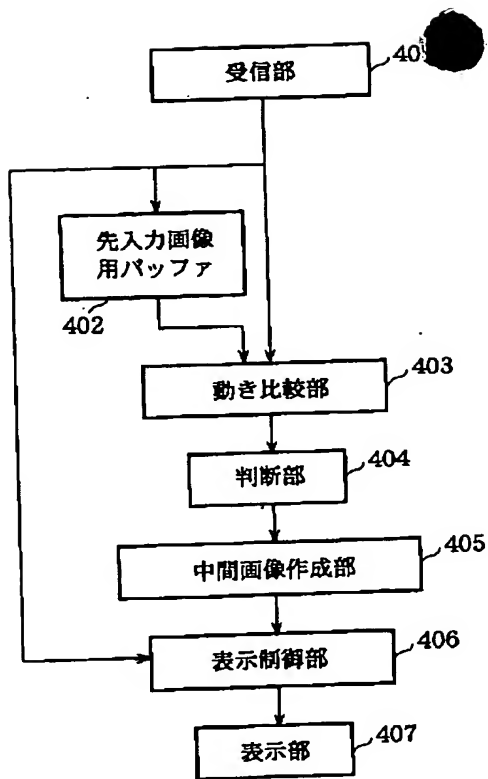 受信部
40
先入力画像
用バッファ
402
動き比較部
403
判断部
404
中間画像作成部
405
表示制御部
406
表示部
407